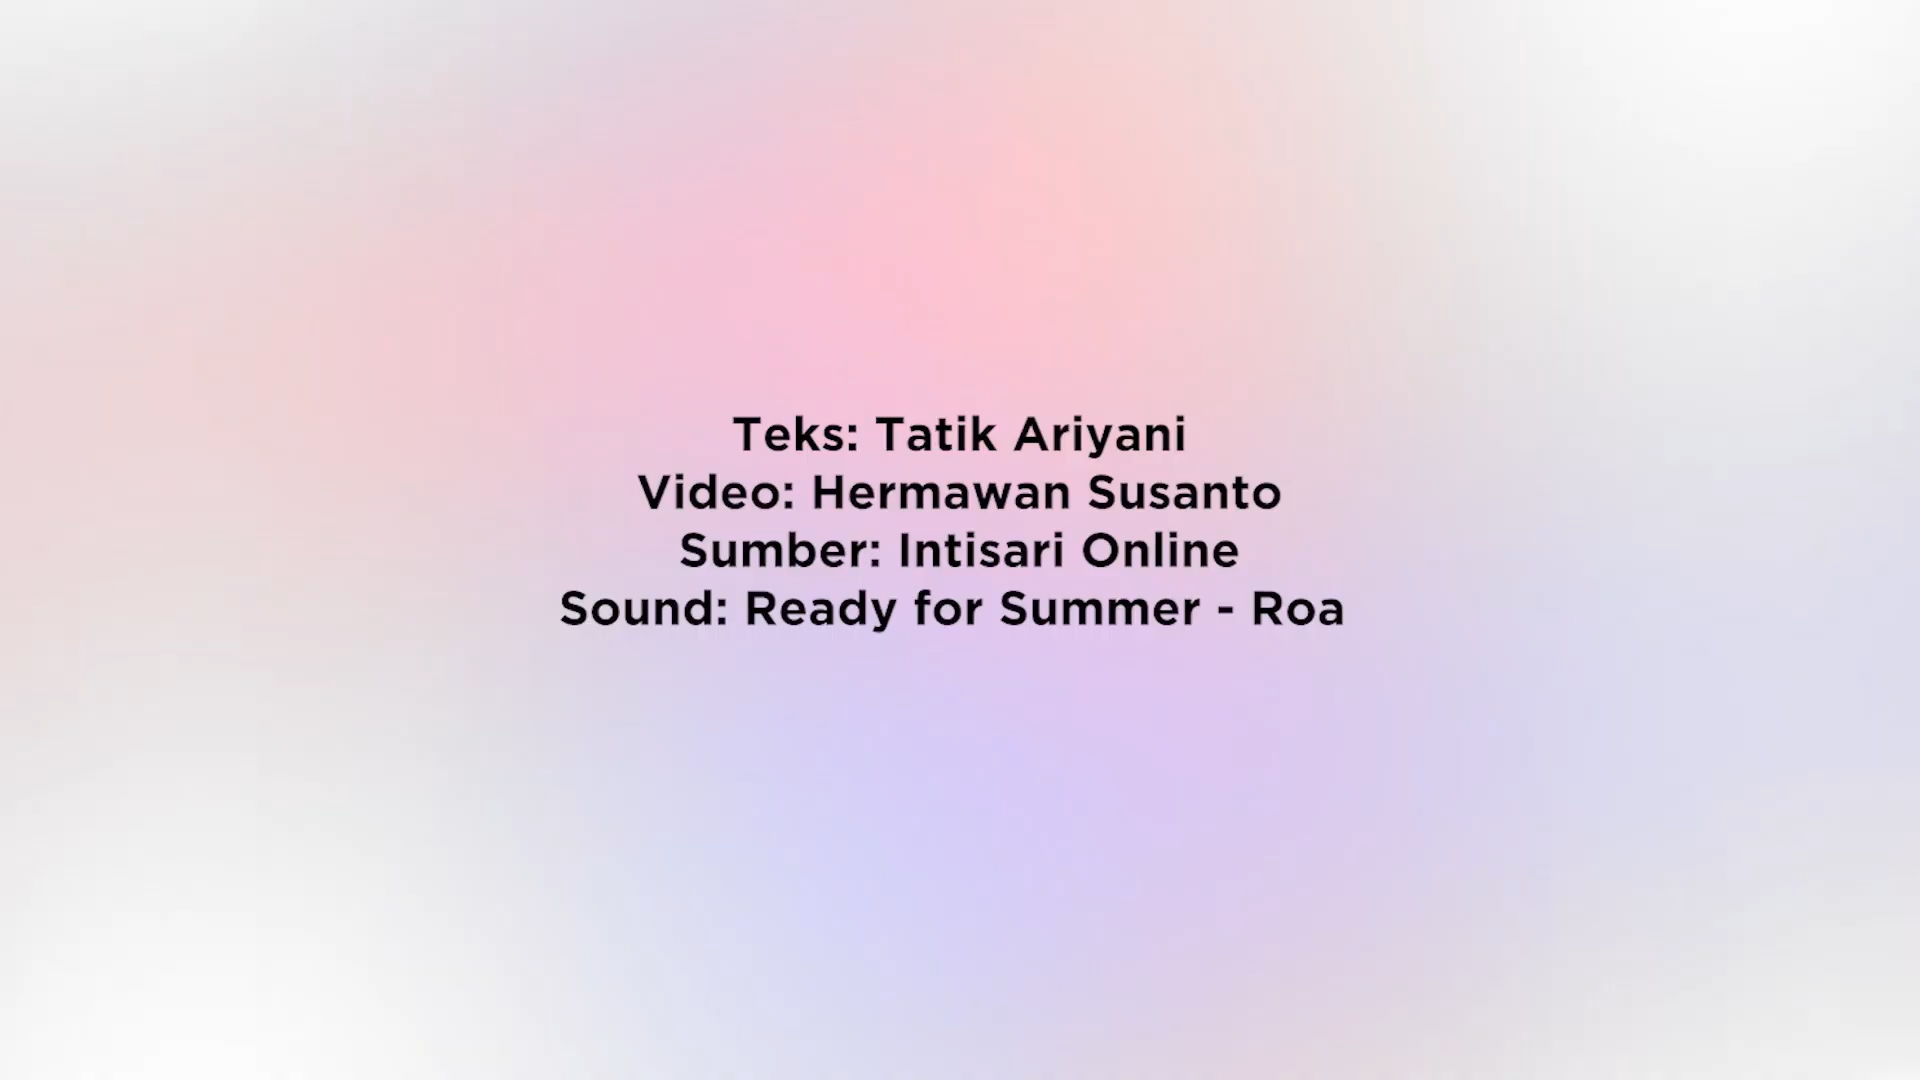 Teks: Tatik Ariyani
Video: Hermawan Susanto
Sumber: Intisari Online
Sound: Ready for Summer - Roa